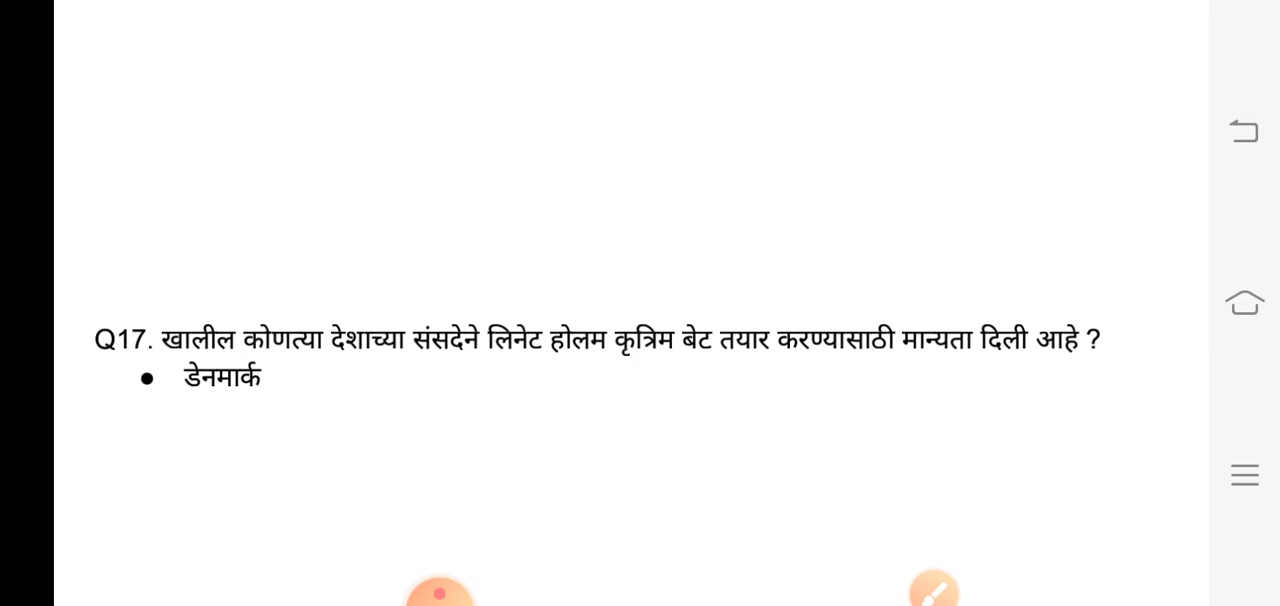 Q17. खालील कोणत्या देशाच्या संसदेने लिनेट होलम कृत्रिम बेट तयार करण्यासाठी मान्यता दिली आहे ?
● डेनमार्क